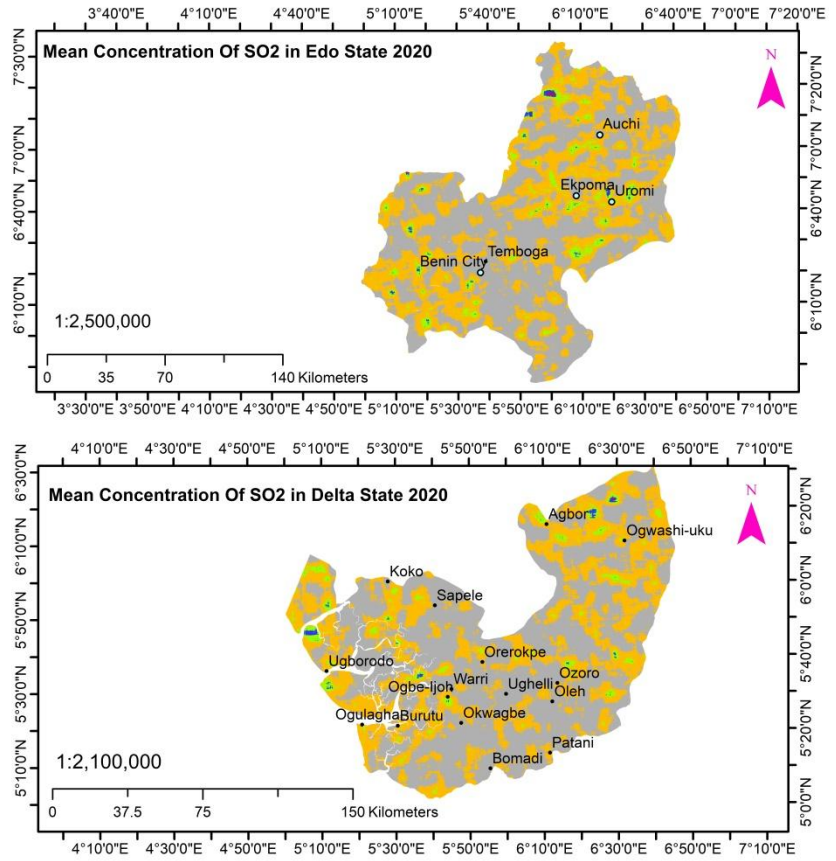 3°40'0"E 4°10'0"E 4°40'0"E 5°10'0"E 5°40'0"E 6°10'0"E 6°40'0"E 7°20'0"E
Mean Concentration Of SO2 in Edo State 2020
N
7°30'0"N
7°0'0"N
6°40'0"N
6°10'0"N
7°20'0"N
7°0'0"N
6°40'0"N
6°10'0"N
Auchi
Ekpoma
Uromi
Temboga
Benin City
1:2,500,000
0 35 70 140 Kilometers
3°30'0"E 3°50'0"E 4°10'0"E 4°30'0"E 4°50'0"E 5°10'0"E 5°30'0"E 5°50'0"E 6°10'0"E 6°30'0"E 6°50'0"E 7°10'0"E
4°10'0"E 4°30'0"E 4°50'0"E 5°10'0"E 5°30'0"E 5°50'0"E 6°10'0"E 6°30'0"E 6°50'0"E 7°10'0"E
Mean Concentration Of SO2 in Delta State 2020
N
6°30'0"N
6°10'0"N
5°50'0"N
5°30'0"N
5°10'0"N
6°20'0"N
6°0'0"N
5°40'0"N
5°20'0"N
5°0'0"N
Agbor
Ogwashi-uku
Koko
Sapele
Orerokpe
Ugborodo
Warri
Ozoro
Ogbe-Ijoh
Ughelli
Oleh
Ogulagha
Burutu
Okwagbe
Patani
Bomadi
1:2,100,000
0 37.5 75 150 Kilometers
4°10'0"E 4°30'0"E 4°50'0"E 5°10'0"E 5°30'0"E 5°50'0"E 6°10'0"E 6°30'0"E 6°50'0"E 7°10'0"E